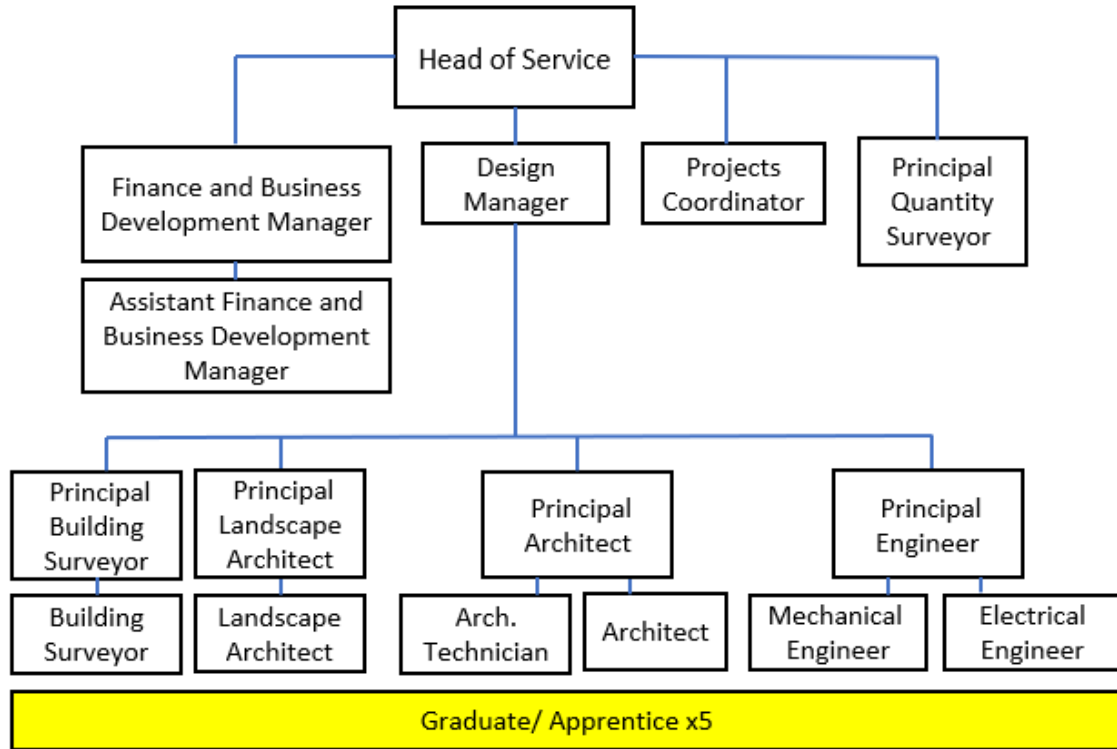 Head of Service
Finance and Business
Development Manager
Design
Manager
Projects
Coordinator
Principal
Quantity
Surveyor
Assistant Finance and
Business Development
Manager
Principal
Building
Surveyor
Principal
Landscape
Architect
Principal
Architect
Principal
Engineer
Building
Surveyor
Landscape
Architect
Arch.
Technician
Architect
Mechanical
Engineer
Electrical
Engineer
Graduate/ Apprentice x5